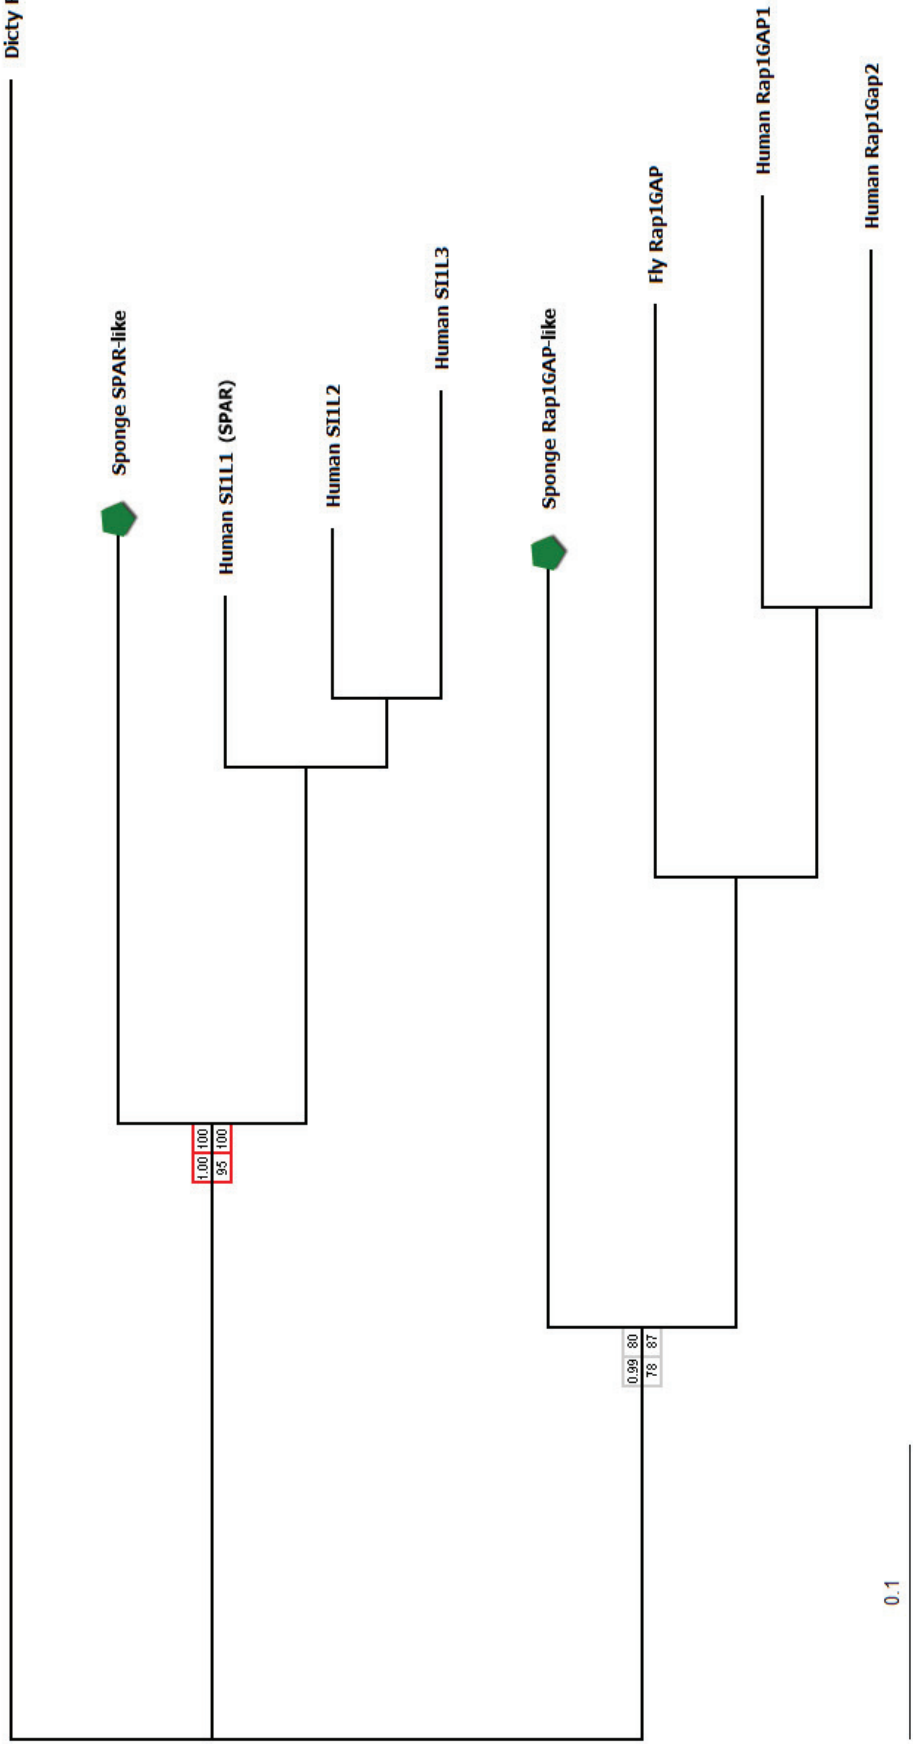 Dicty
Sponge SPAR-like
Human SI1L1 (SPAR)
Human SI1L2
Human SI1L3
Sponge Rap1GAP-like
Fly Rap1GAP
Human Rap1GAP1
Human Rap1Gap2
1.00 100
95 100
0.99 80
78 87
0.1